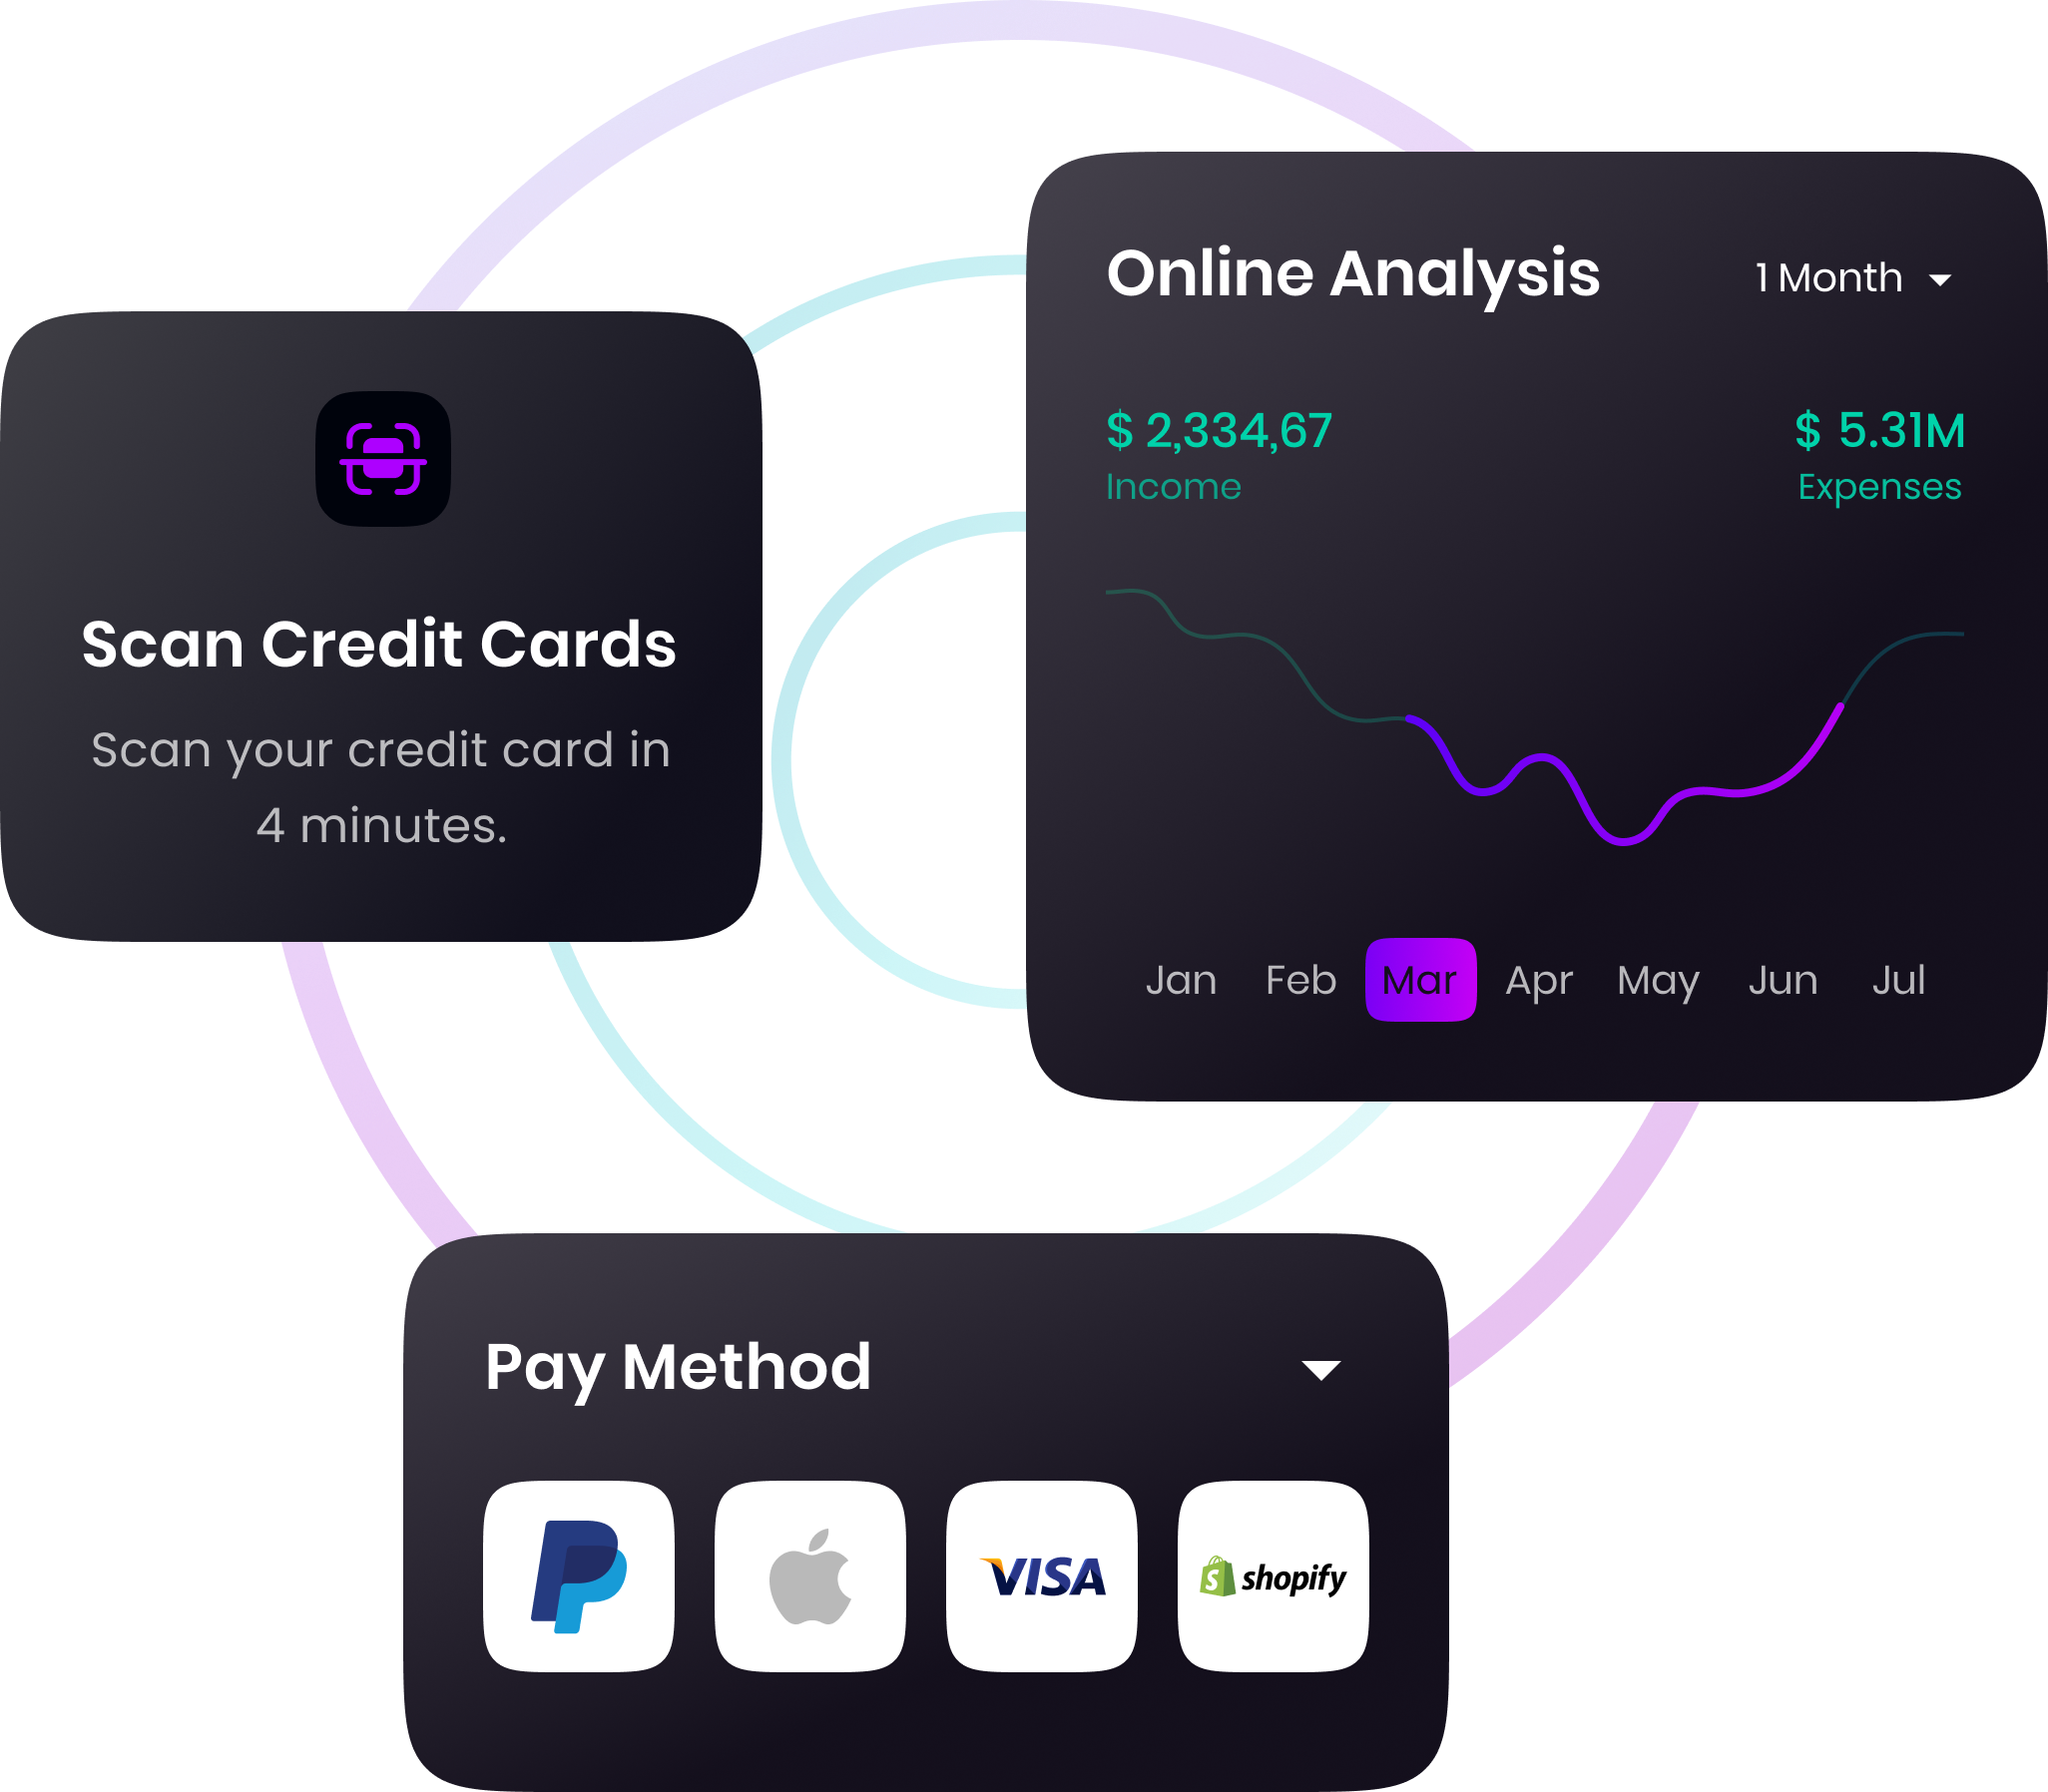 Online Analysis
1 Month
$ 2,334,67
$ 5.31M
Income
Expenses
Jan Feb Mar Apr May Jun Jul
Scan Credit Cards
Scan your credit card in
4 minutes.
Pay Method
VISA
shopify